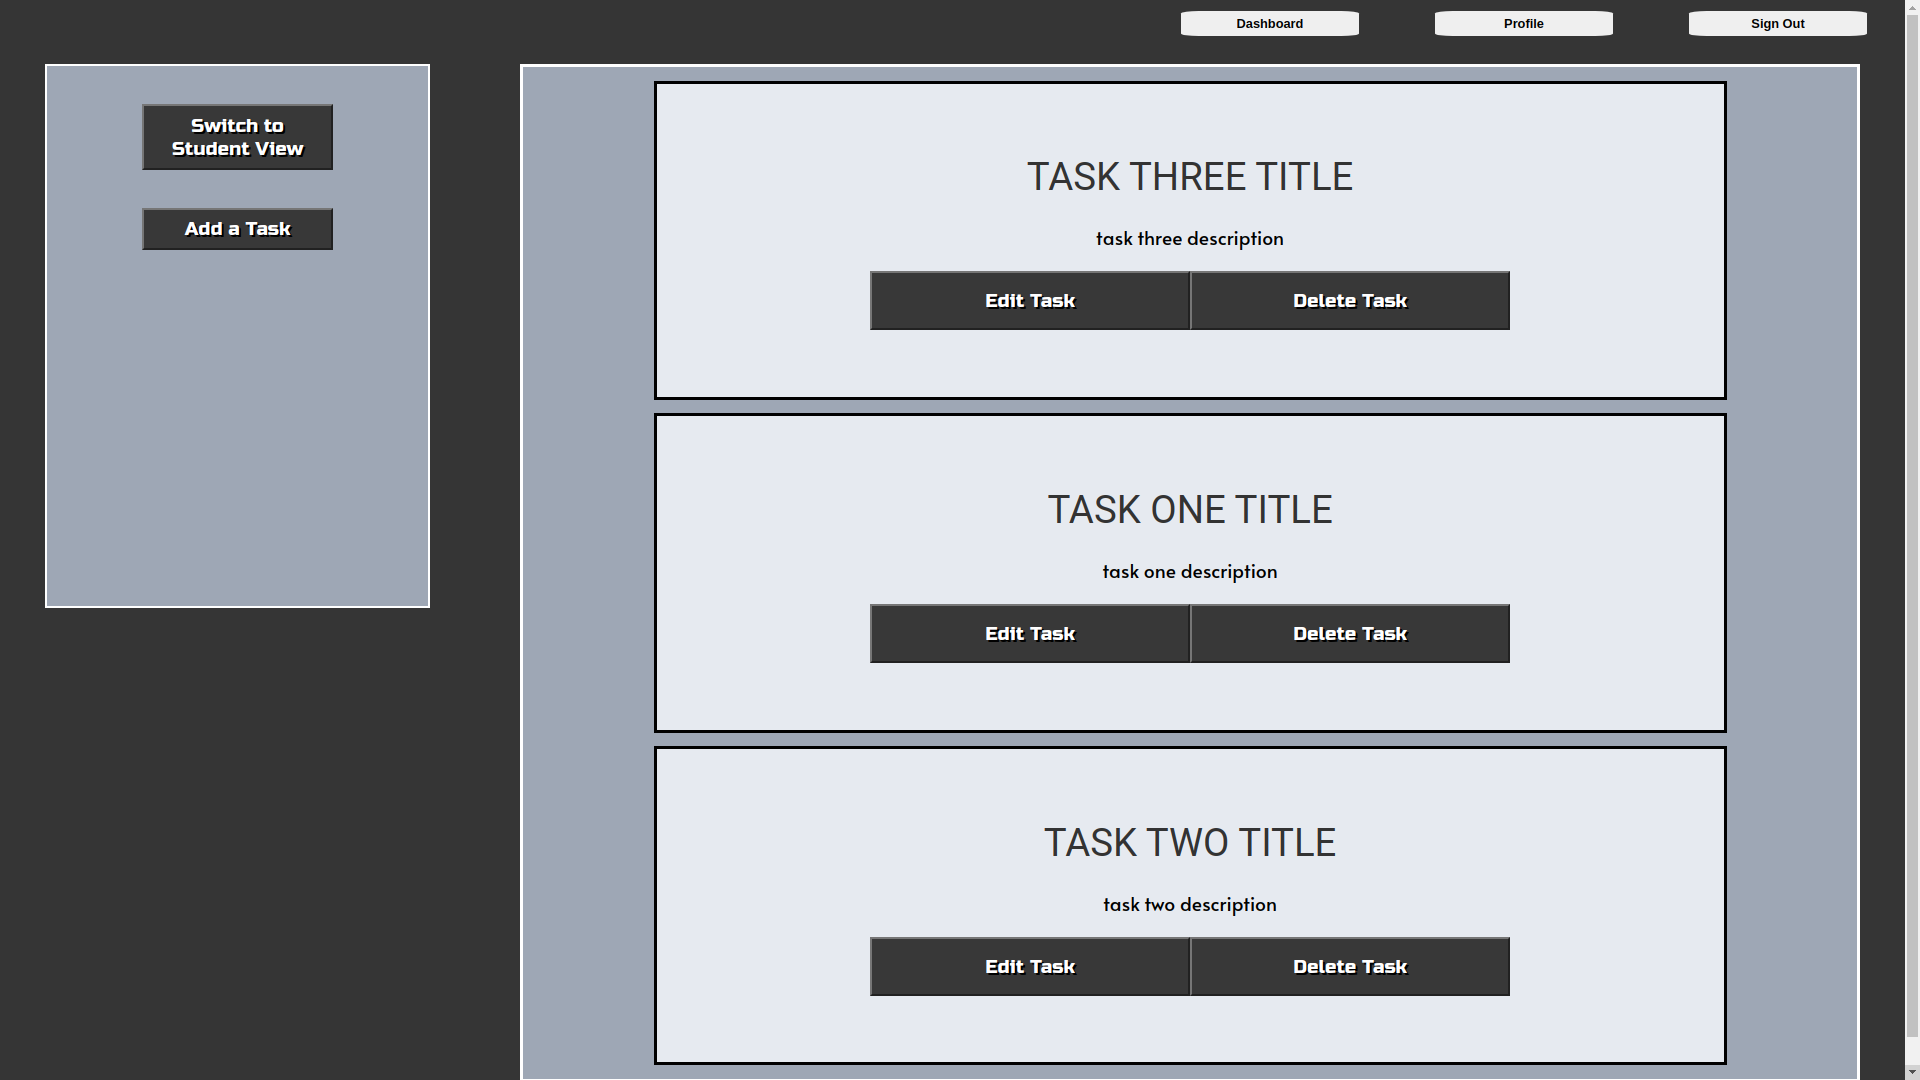 Dashboard
Profile
Sign Out
Switch to
Student View
Add a Task
TASK THREE TITLE
task three description
Edit Task
Delete Task
TASK ONE TITLE
task one description
Edit Task
Delete Task
TASK TWO TITLE
task two description
Edit Task
Delete Task